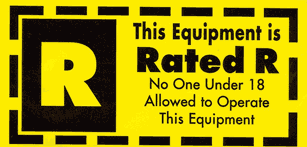 R
This Equipment is
Rated R
No One Under 18
Allowed to Operate
This Equipment